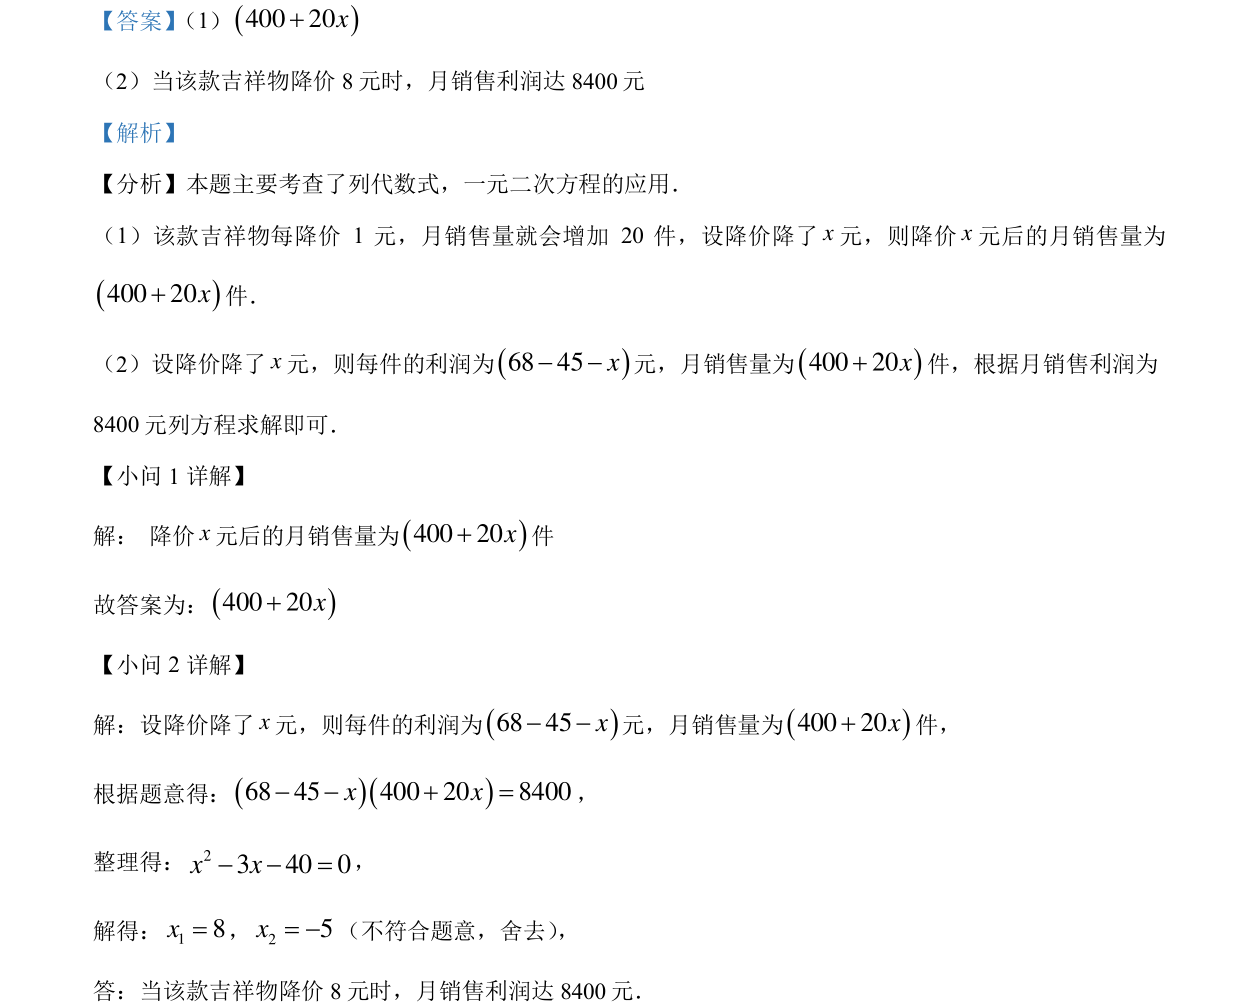 【答案】（1）(400+20x)
（2）当该款吉祥物降价 8 元时，月销售利润达 8400 元
【解析】
【分析】本题主要考查了列代数式，一元二次方程的应用．
（1）该款吉祥物每降价 1 元，月销售量就会增加 20 件，设降价降了 x 元，则降价 x 元后的月销售量为
(400+20x)件．
（2）设降价降了 x 元，则每件的利润为(68−45−x)元，月销售量为(400+20x)件，根据月销售利润为
8400 元列方程求解即可．
【小问 1 详解】
解： 降价 x 元后的月销售量为(400+20x)件
故答案为：(400+20x)
【小问 2 详解】
解：设降价降了 x 元，则每件的利润为(68−45−x)元，月销售量为(400+20x)件，
根据题意得：(68−45−x)(400+20x)=8400，
整理得：x²−3x−40=0，
解得：x₁=8，x₂=−5（不符合题意，舍去），
答：当该款吉祥物降价 8 元时，月销售利润达 8400 元．